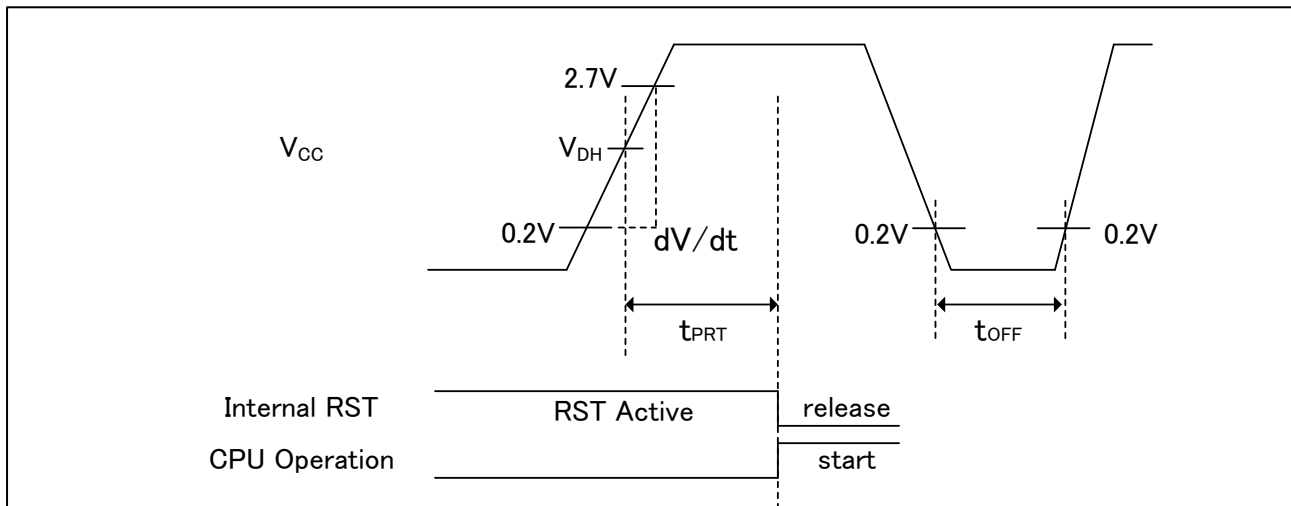 2.7V
VCC
VDH
0.2V
dV/dt
0.2V
0.2V
tPRT
tOFF
Internal RST
RST Active
release
CPU Operation
start